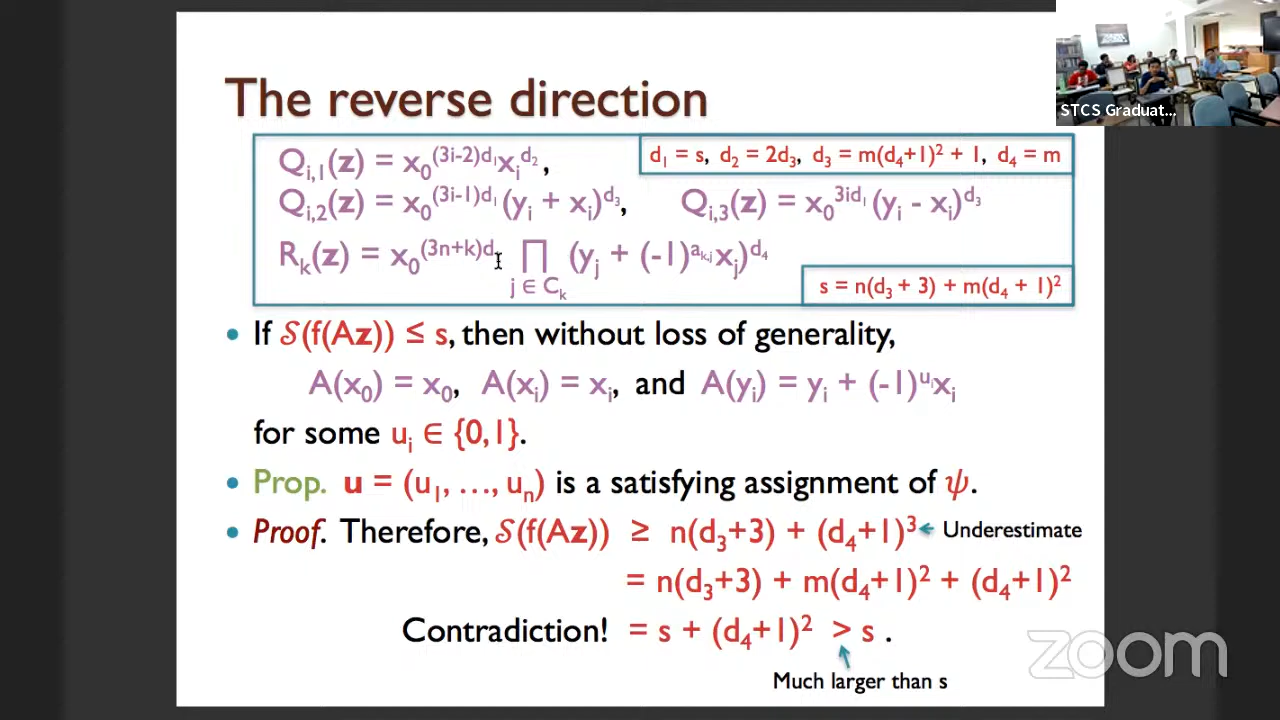 The reverse direction
STCS Graduat...
Q_{i,1}(z) = x_0^{(3i-2)d_1} x_i^{d_2},
d_1 = s, d_2 = 2d_3, d_3 = m(d_4+1)^2 + 1, d_4 = m
Q_{i,2}(z) = x_0^{(3i-1)d_1} (y_i + x_i)^{d_3}, Q_{i,3}(z) = x_0^{3id_1} (y_i - x_i)^{d_3}
R_k(z) = x_0^{(3n+k)d_1} ∏_{j ∈ C_k} (y_j + (-1)^{a_{k,j}} x_j)^{d_4}
s = n(d_3 + 3) + m(d_4 + 1)^2
• If 𝒮(f(Az)) ≤ s, then without loss of generality,
A(x_0) = x_0, A(x_i) = x_i, and A(y_i) = y_i + (-1)^{u_i} x_i
for some u_i ∈ {0,1}.
• Prop. u = (u_1, …, u_n) is a satisfying assignment of ψ.
• Proof. Therefore, 𝒮(f(Az)) ≥ n(d_3+3) + (d_4+1)^3 Underestimate
= n(d_3+3) + m(d_4+1)^2 + (d_4+1)^2
Contradiction! = s + (d_4+1)^2 > s .
Much larger than s
zoom